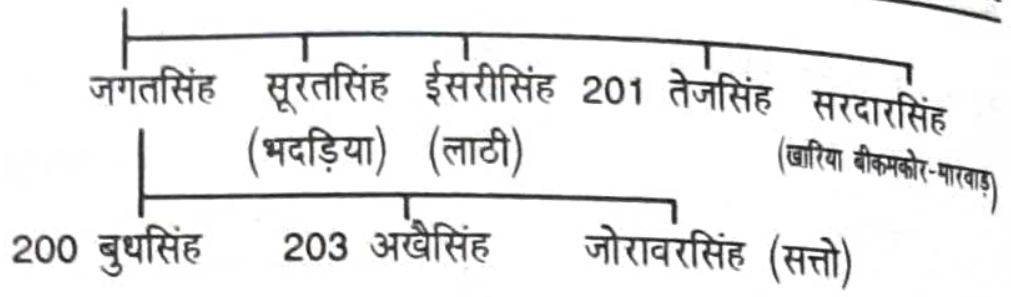 जगतसिंह सूरतसिंह ईसरीसिंह 201 तेजसिंह सरदारसिंह
(भदड़िया) (लाठी) (खारिया बीकमकोर-मारवाड़)
200 बुधसिंह 203 अखैसिंह जोरावरसिंह (सत्तो)